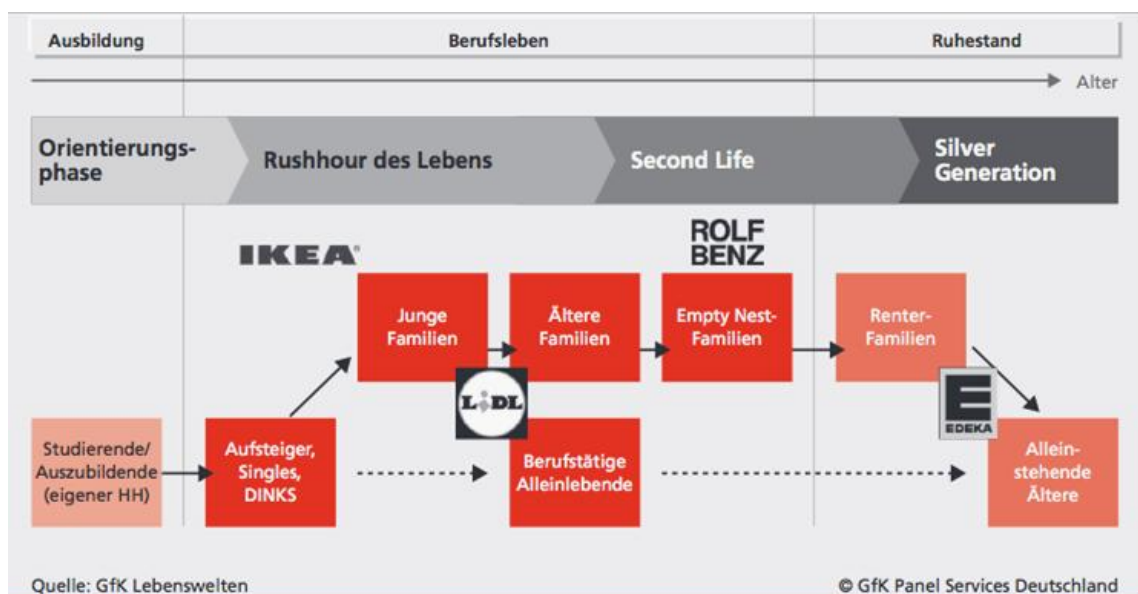 Ausbildung
Berufsleben
Ruhestand
Alter
Orientierungs-
phase
Rushhour des Lebens
Second Life
Silver
Generation
IKEA®
ROLF
BENZ
Junge
Familien
Ältere
Familien
Empty Nest-
Familien
Renter-
Familien
LiDL
E
EDEKA
Studierende/
Auszubildende
(eigener HH)
Aufsteiger,
Singles,
DINKS
Berufstätige
Alleinlebende
Allein-
stehende
Ältere
Quelle: GfK Lebenswelten
© GfK Panel Services Deutschland